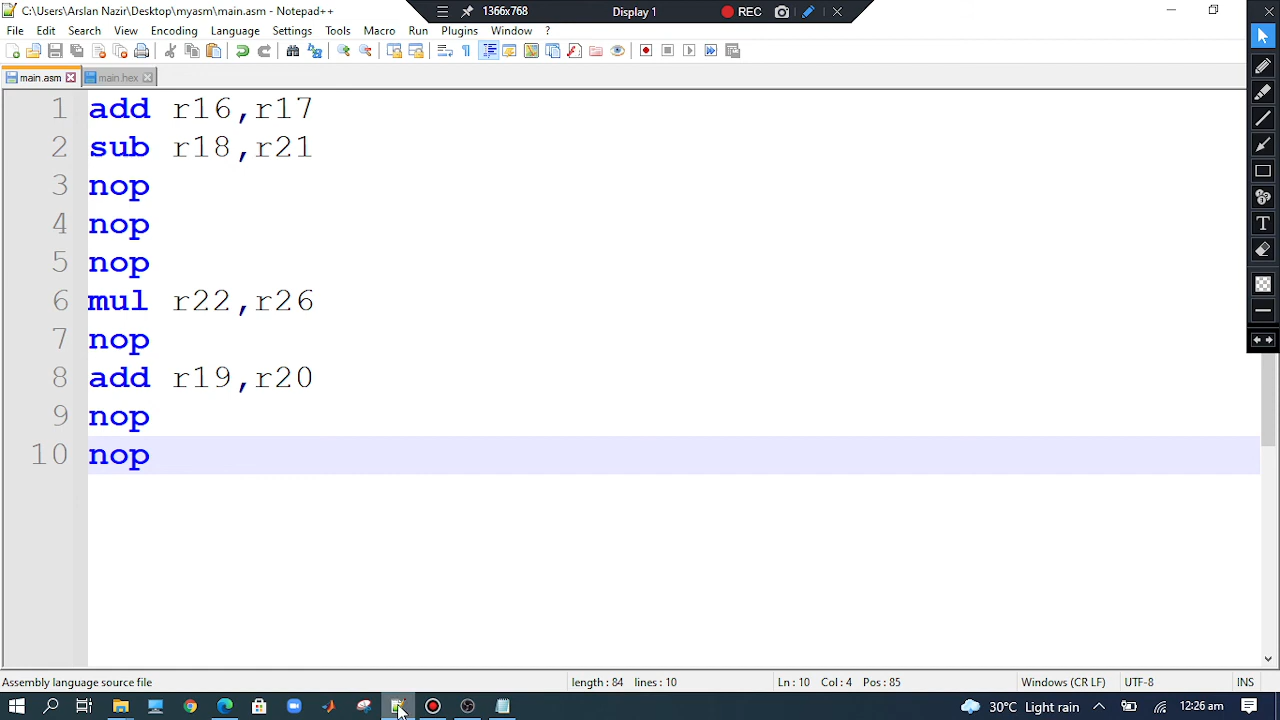 C:\Users\Arslan Nazir\Desktop\myasm\main.asm - Notepad++
1366x768 Display 1 REC
File Edit Search View Encoding Language Settings Tools Macro Run Plugins Window ?
main.asm main.hex
1 add r16,r17
2 sub r18,r21
3 nop
4 nop
5 nop
6 mul r22,r26
7 nop
8 add r19,r20
9 nop
10 nop
Assembly language source file length : 84 lines : 10 Ln : 10 Col : 4 Pos : 85 Windows (CR LF) UTF-8 INS
30°C Light rain 12:26 am